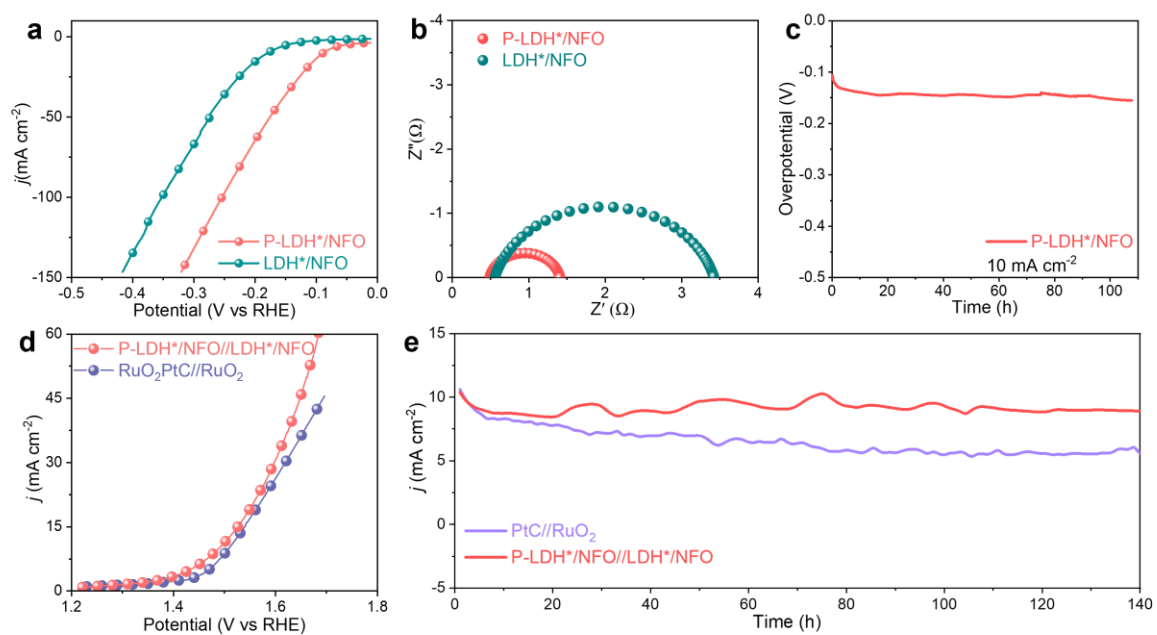 a
0
-50
-100
-150
j(mA cm⁻²)
P-LDH*/NFO
LDH*/NFO
-0.5 -0.4 -0.3 -0.2 -0.1 0.0
Potential (V vs RHE)
b
-4
-3
-2
-1
0
Z"(Ω)
P-LDH*/NFO
LDH*/NFO
0 1 2 3 4
Z′ (Ω)
c
0.0
-0.1
-0.2
-0.3
-0.4
-0.5
Overpotential (V)
P-LDH*/NFO
10 mA cm⁻²
0 20 40 60 80 100
Time (h)
d
60
45
30
15
0
j (mA cm⁻²)
P-LDH*/NFO//LDH*/NFO
RuO₂PtC//RuO₂
1.2 1.4 1.6 1.8
Potential (V vs RHE)
e
15
10
5
0
-5
j (mA cm⁻²)
PtC//RuO₂
P-LDH*/NFO//LDH*/NFO
0 20 40 60 80 100 120 140
Time (h)